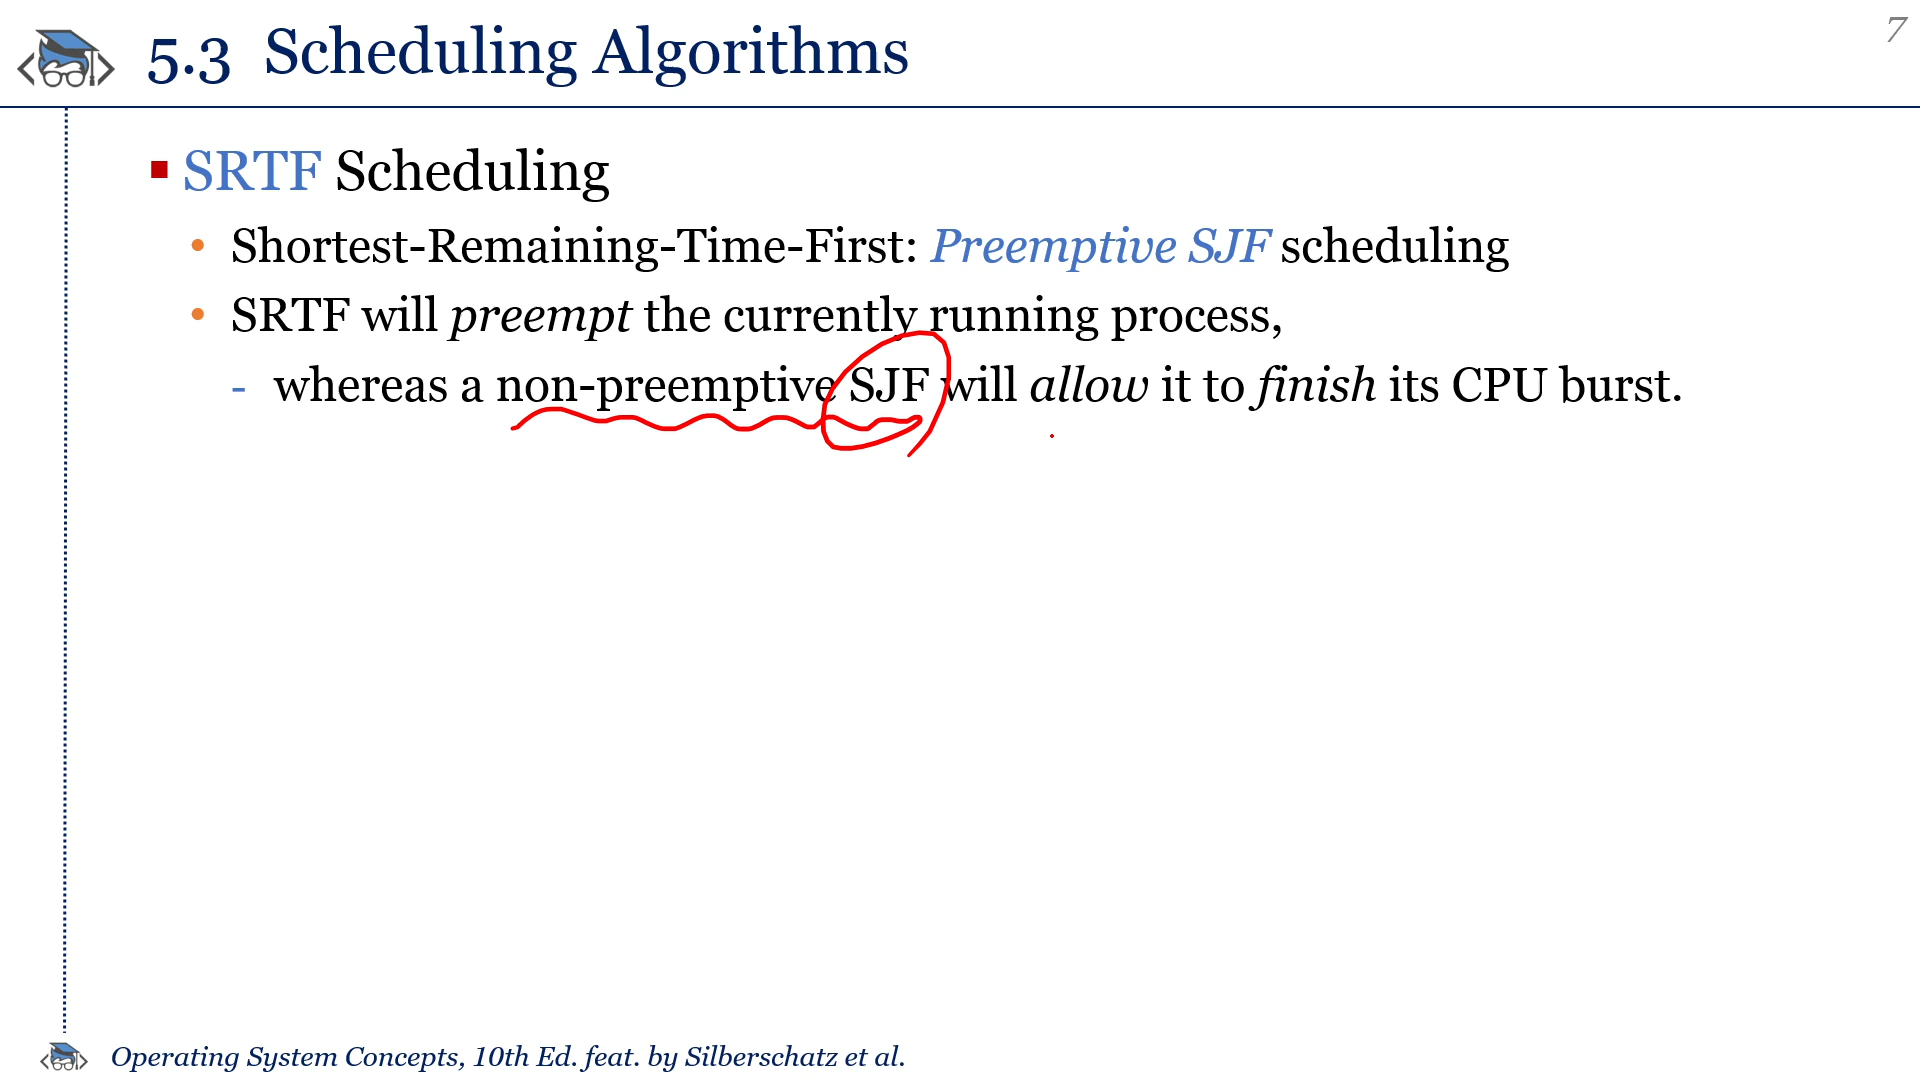 5.3 Scheduling Algorithms
7
SRTF Scheduling
Shortest-Remaining-Time-First: Preemptive SJF scheduling
SRTF will preempt the currently running process,
- whereas a non-preemptive SJF will allow it to finish its CPU burst.
Operating System Concepts, 10th Ed. feat. by Silberschatz et al.